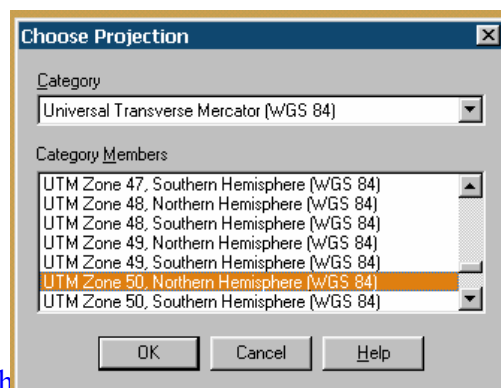 Choose Projection
Category
Universal Transverse Mercator (WGS 84)
Category Members
UTM Zone 47, Southern Hemisphere (WGS 84)
UTM Zone 48, Northern Hemisphere (WGS 84)
UTM Zone 48, Southern Hemisphere (WGS 84)
UTM Zone 49, Northern Hemisphere (WGS 84)
UTM Zone 49, Southern Hemisphere (WGS 84)
UTM Zone 50, Northern Hemisphere (WGS 84)
UTM Zone 50, Southern Hemisphere (WGS 84)
OK Cancel Help